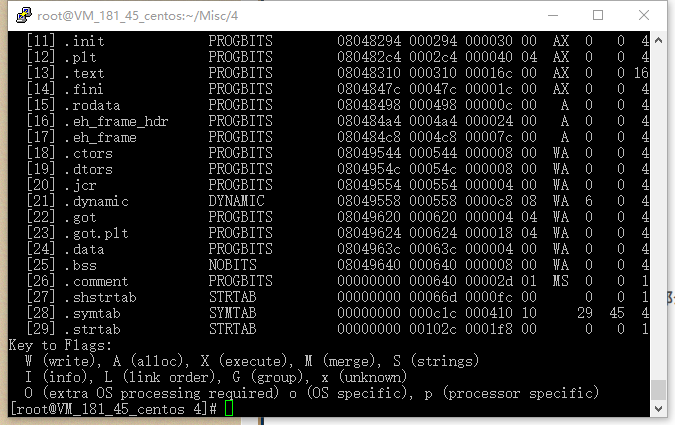 root@VM_181_45_centos:~/Misc/4
[11] .init PROGBITS 08048294 000294 000030 00 AX 0 0 4
[12] .plt PROGBITS 080482c4 0002c4 000040 04 AX 0 0 4
[13] .text PROGBITS 08048310 000310 00016c 00 AX 0 0 16
[14] .fini PROGBITS 0804847c 00047c 00001c 00 AX 0 0 4
[15] .rodata PROGBITS 08048498 000498 00000c 00 A 0 0 4
[16] .eh_frame_hdr PROGBITS 080484a4 0004a4 000024 00 A 0 0 4
[17] .eh_frame PROGBITS 080484c8 0004c8 00007c 00 A 0 0 4
[18] .ctors PROGBITS 08049544 000544 000008 00 WA 0 0 4
[19] .dtors PROGBITS 0804954c 00054c 000008 00 WA 0 0 4
[20] .jcr PROGBITS 08049554 000554 000004 00 WA 0 0 4
[21] .dynamic DYNAMIC 08049558 000558 0000c8 08 WA 6 0 4
[22] .got PROGBITS 08049620 000620 000004 04 WA 0 0 4
[23] .got.plt PROGBITS 08049624 000624 000018 04 WA 0 0 4
[24] .data PROGBITS 0804963c 00063c 000004 00 WA 0 0 4
[25] .bss NOBITS 08049640 000640 000008 00 WA 0 0 4
[26] .comment PROGBITS 00000000 000640 00002d 01 MS 0 0 1
[27] .shstrtab STRTAB 00000000 00066d 0000fc 00 0 0 1
[28] .symtab SYMTAB 00000000 000c1c 000410 10 29 45 4
[29] .strtab STRTAB 00000000 00102c 0001f8 00 0 0 1
Key to Flags:
W (write), A (alloc), X (execute), M (merge), S (strings)
I (info), L (link order), G (group), x (unknown)
O (extra OS processing required) o (OS specific), p (processor specific)
[root@VM_181_45_centos 4]#